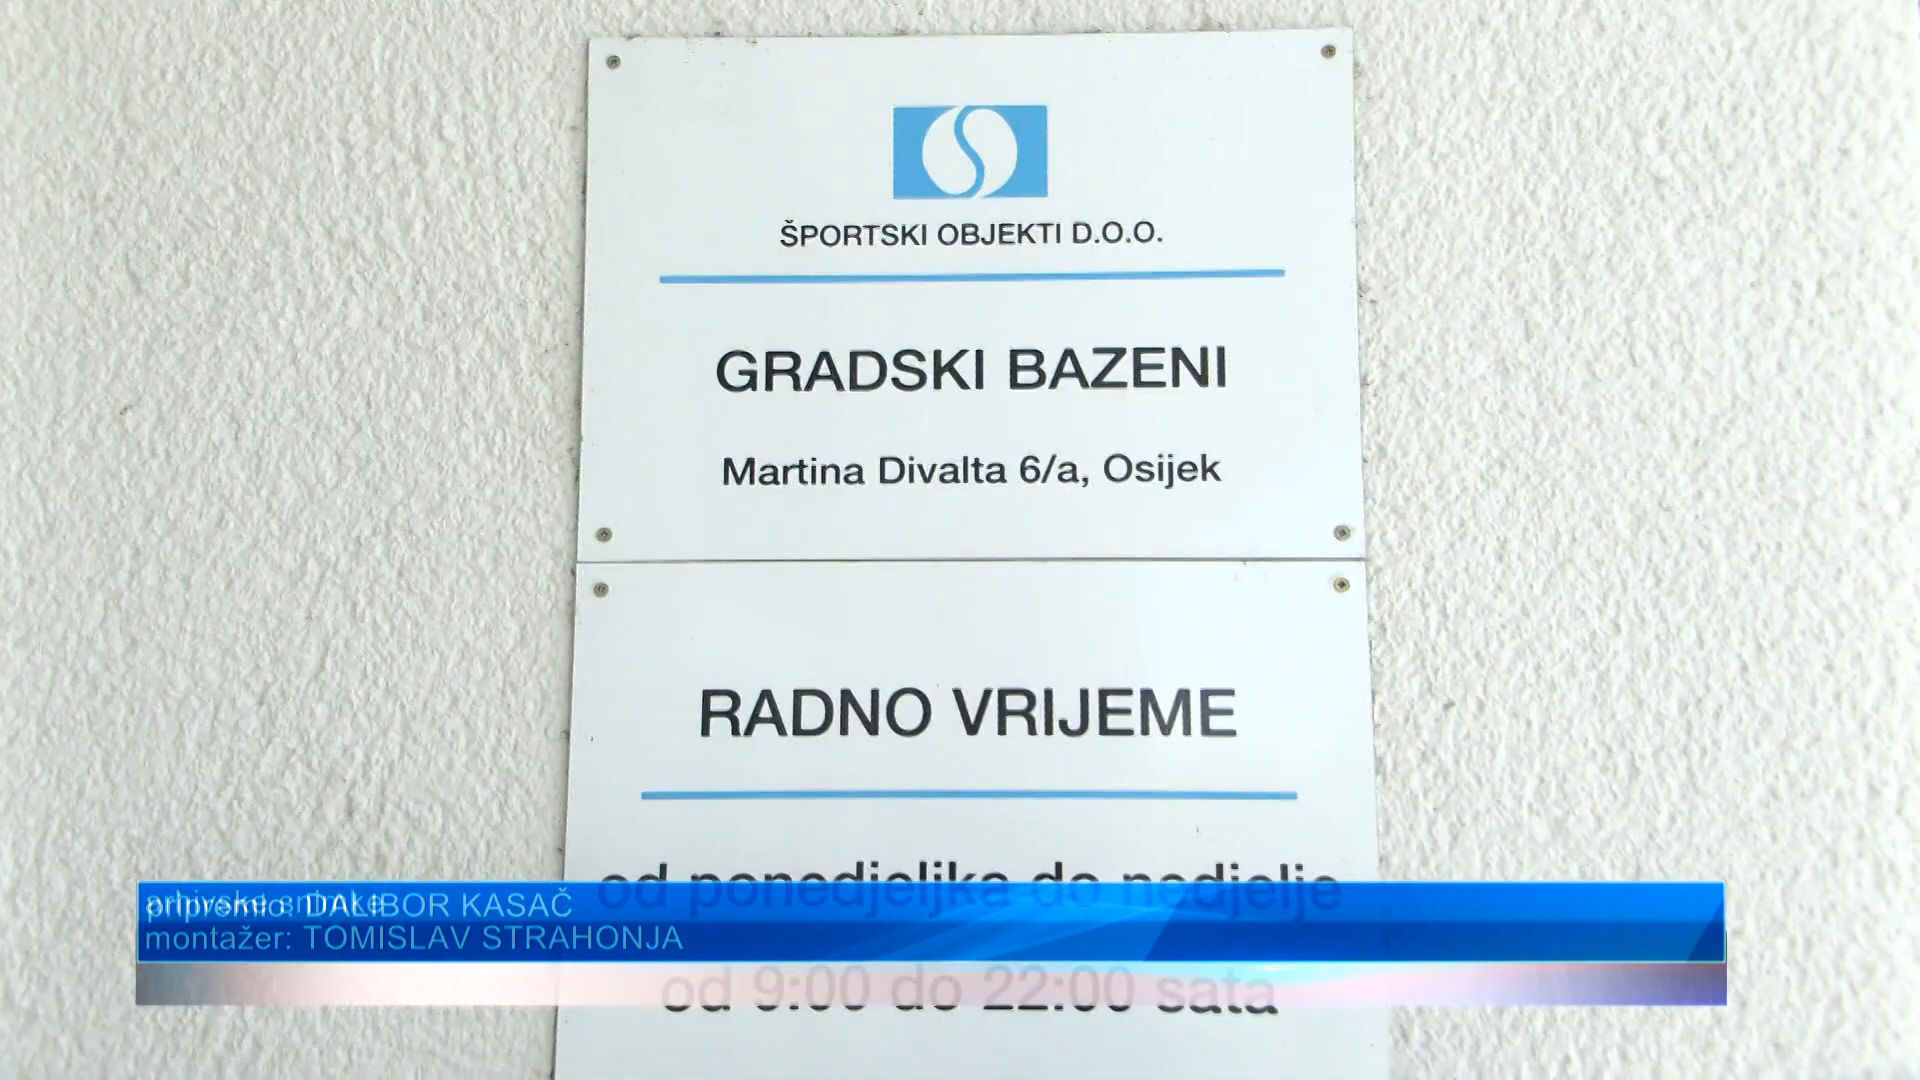 ŠPORTSKI OBJEKTI D.O.O.
GRADSKI BAZENI
Martina Divalta 6/a, Osijek
RADNO VRIJEME
od ponedjeljka do nedjelje
pripremio: DALIBOR KASAČ
montažer: TOMISLAV STRAHONJA
od 9:00 do 22:00 sata